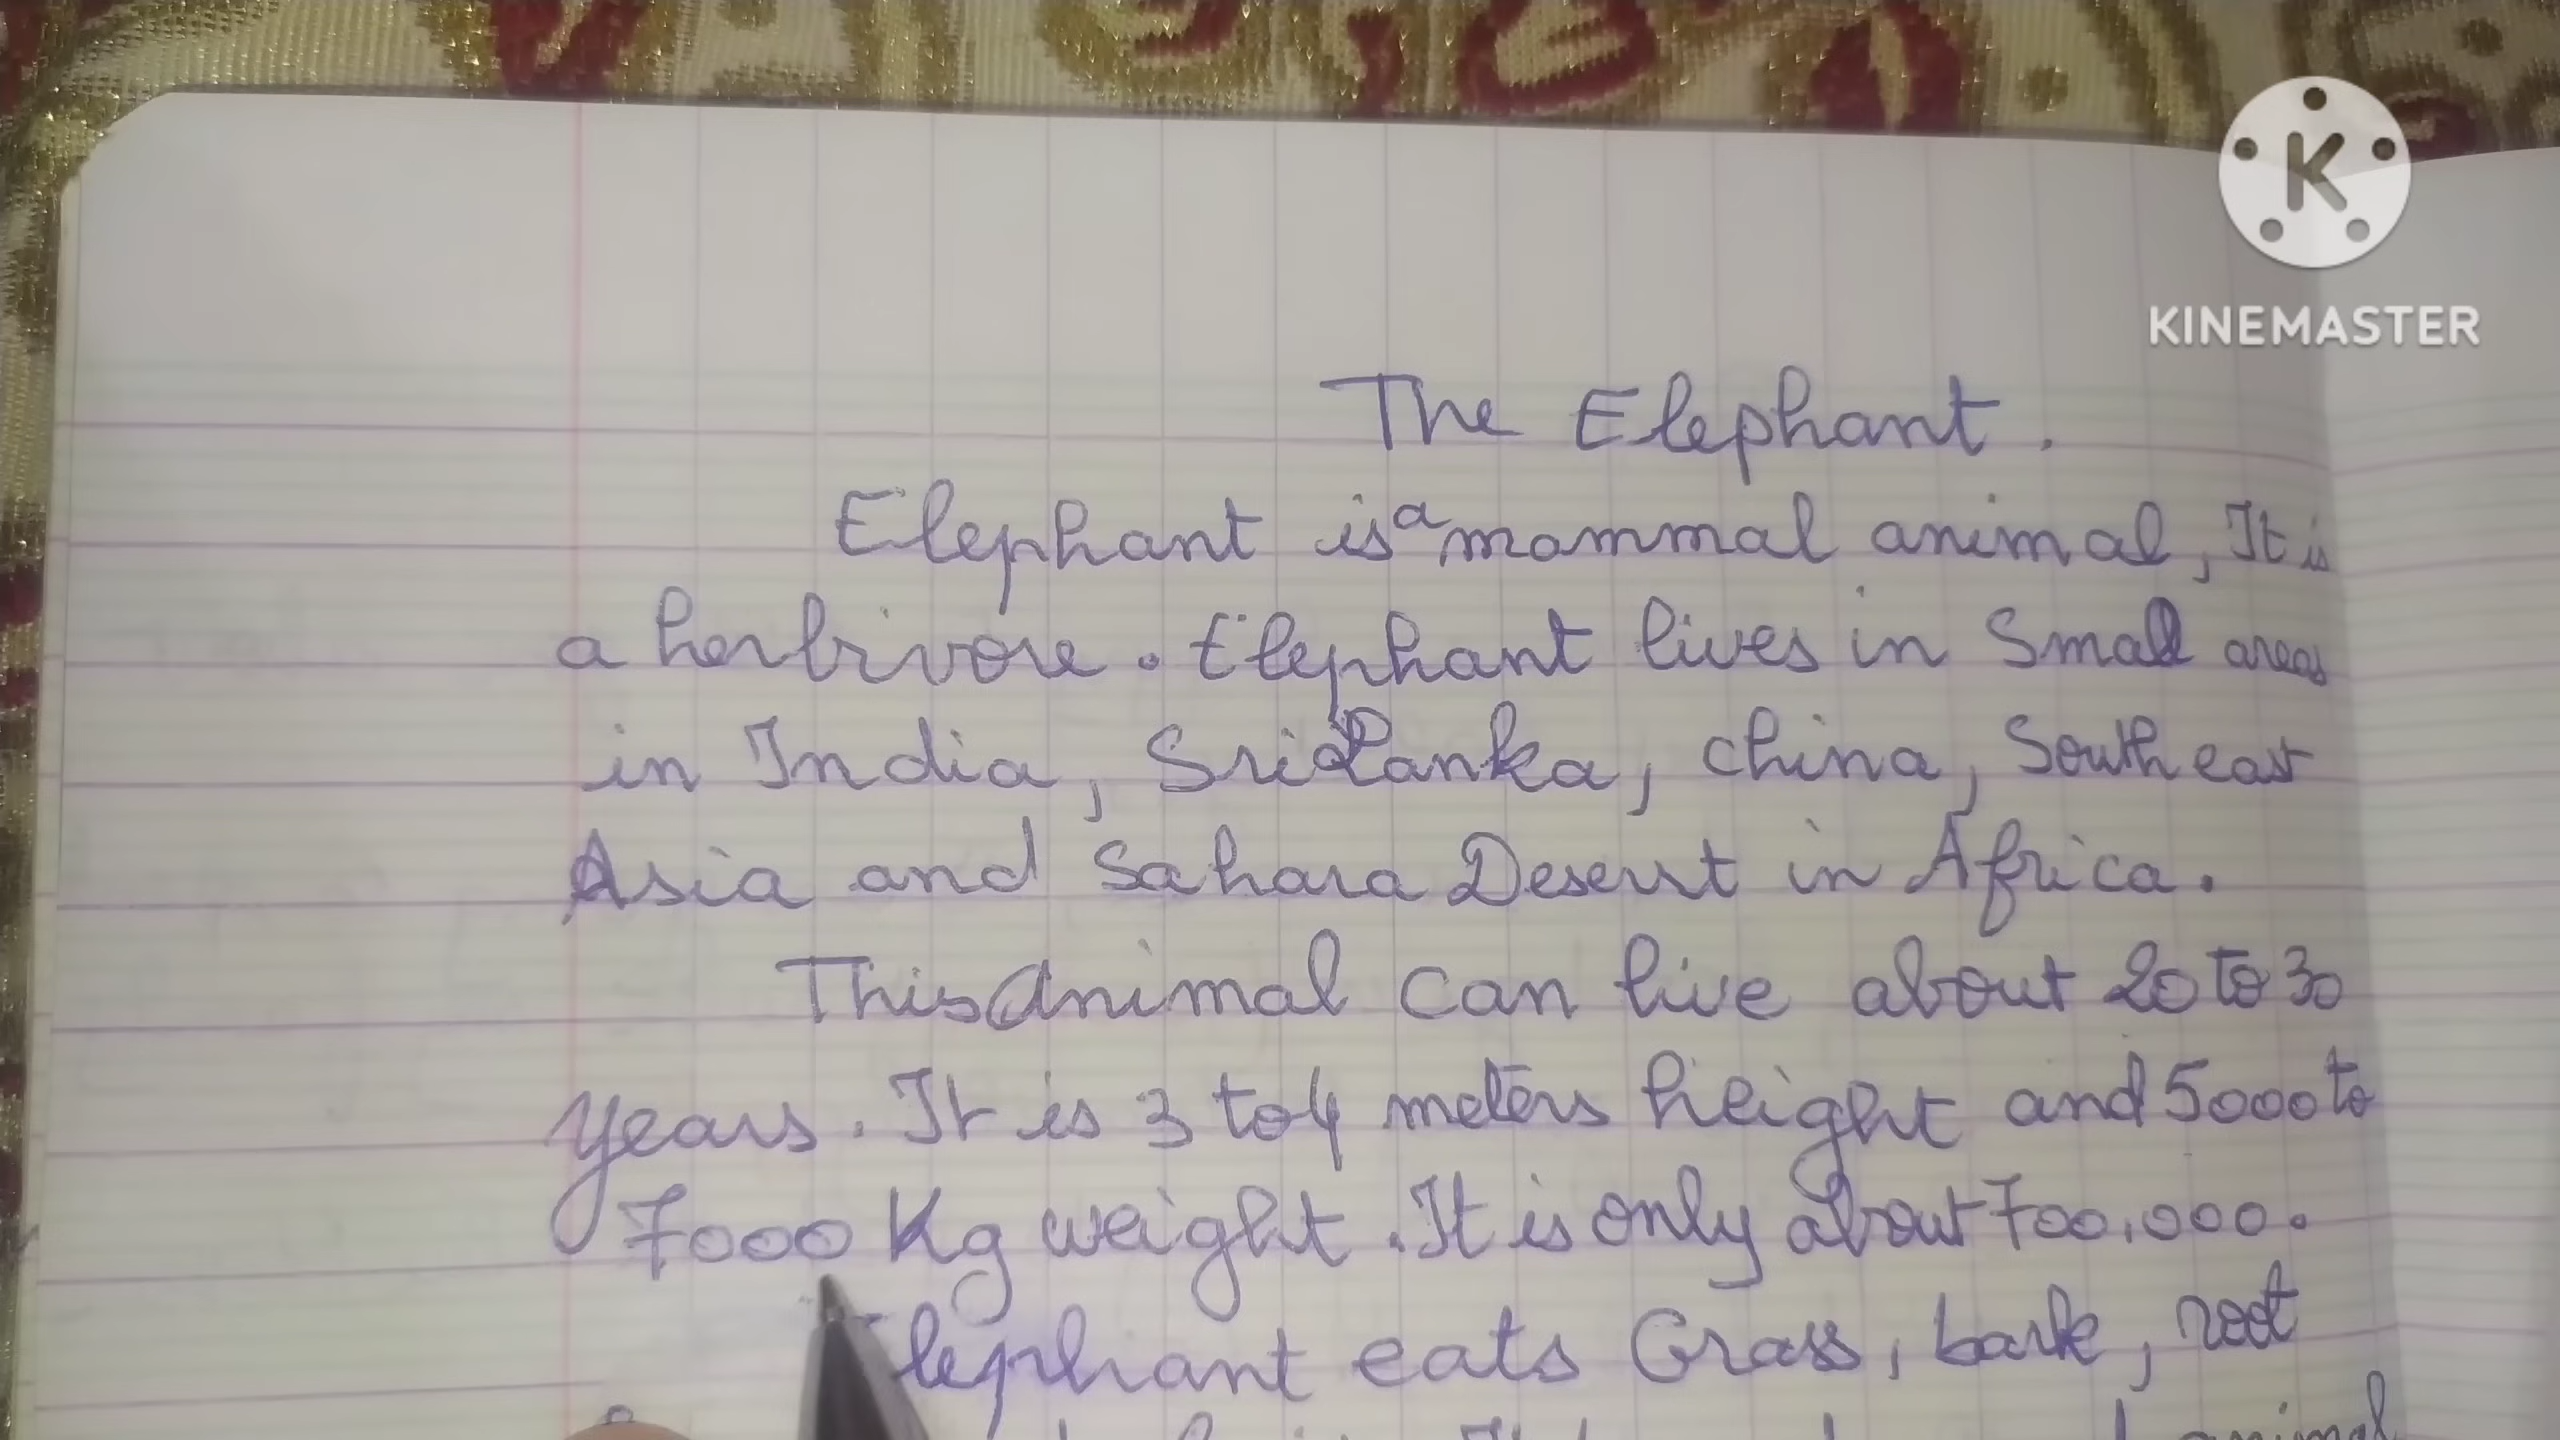 KINEMASTER
The Elephant.
Elephant is a mammal animal, It is
a herbivore. Elephant lives in Small areas
in India, Sri Lanka, China, South east
Asia and Sahara Desert in Africa.
This Animal Can live about 20 to 30
years. It is 3 to 4 meters height and 5000 to
7000 Kg weight. It is only about 700.000.
Elephant eats Grass, bark, root
animal